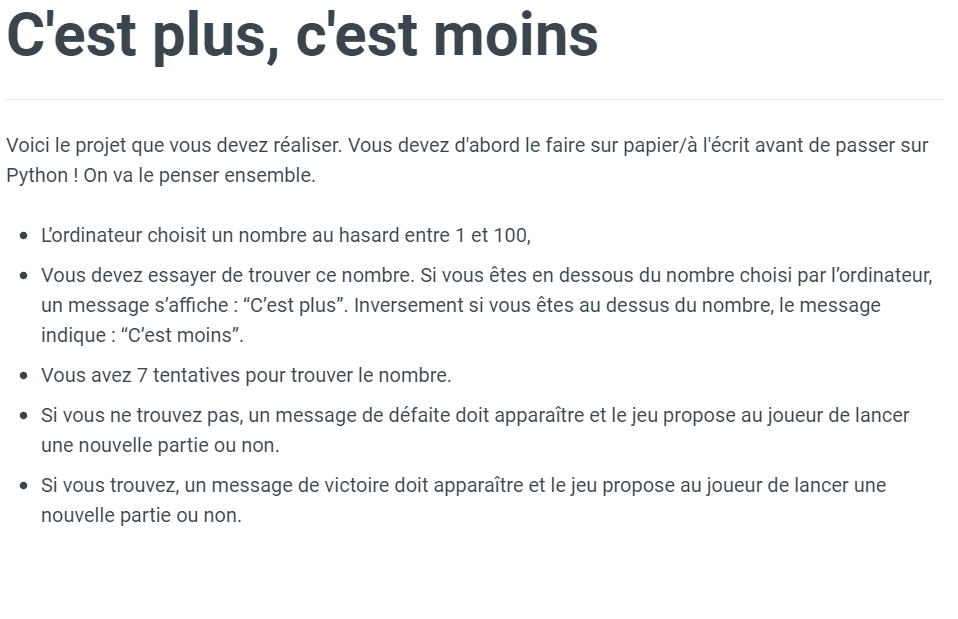 C'est plus, c'est moins
Voici le projet que vous devez réaliser. Vous devez d'abord le faire sur papier/à l'écrit avant de passer sur
Python ! On va le penser ensemble.
L’ordinateur choisit un nombre au hasard entre 1 et 100,
Vous devez essayer de trouver ce nombre. Si vous êtes en dessous du nombre choisi par l’ordinateur,
un message s’affiche : “C’est plus”. Inversement si vous êtes au dessus du nombre, le message
indique : “C’est moins”.
Vous avez 7 tentatives pour trouver le nombre.
Si vous ne trouvez pas, un message de défaite doit apparaître et le jeu propose au joueur de lancer
une nouvelle partie ou non.
Si vous trouvez, un message de victoire doit apparaître et le jeu propose au joueur de lancer une
nouvelle partie ou non.